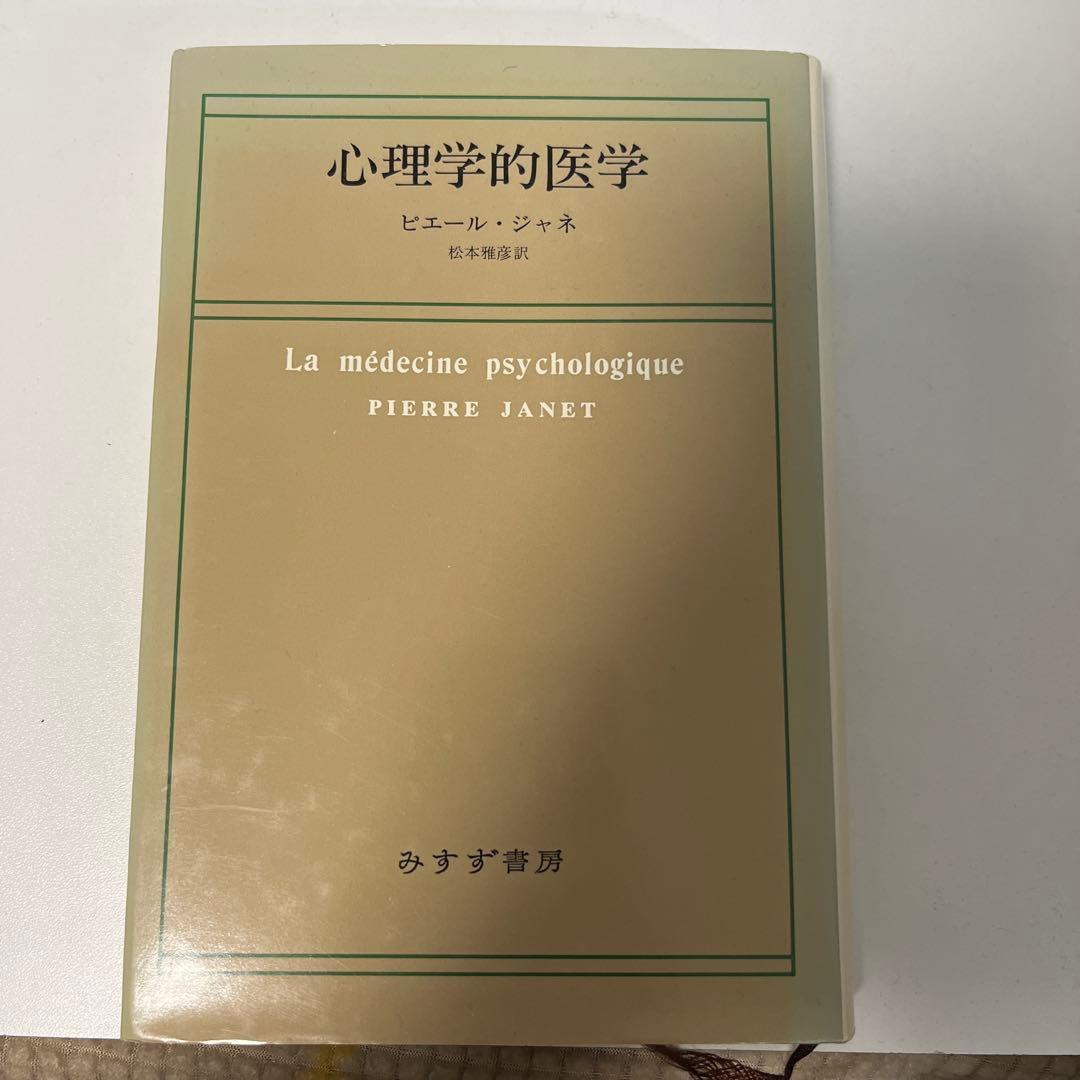 心理学的医学
ピエール・ジャネ
松本雅彦訳
La médecine psychologique
PIERRE JANET
みすず書房